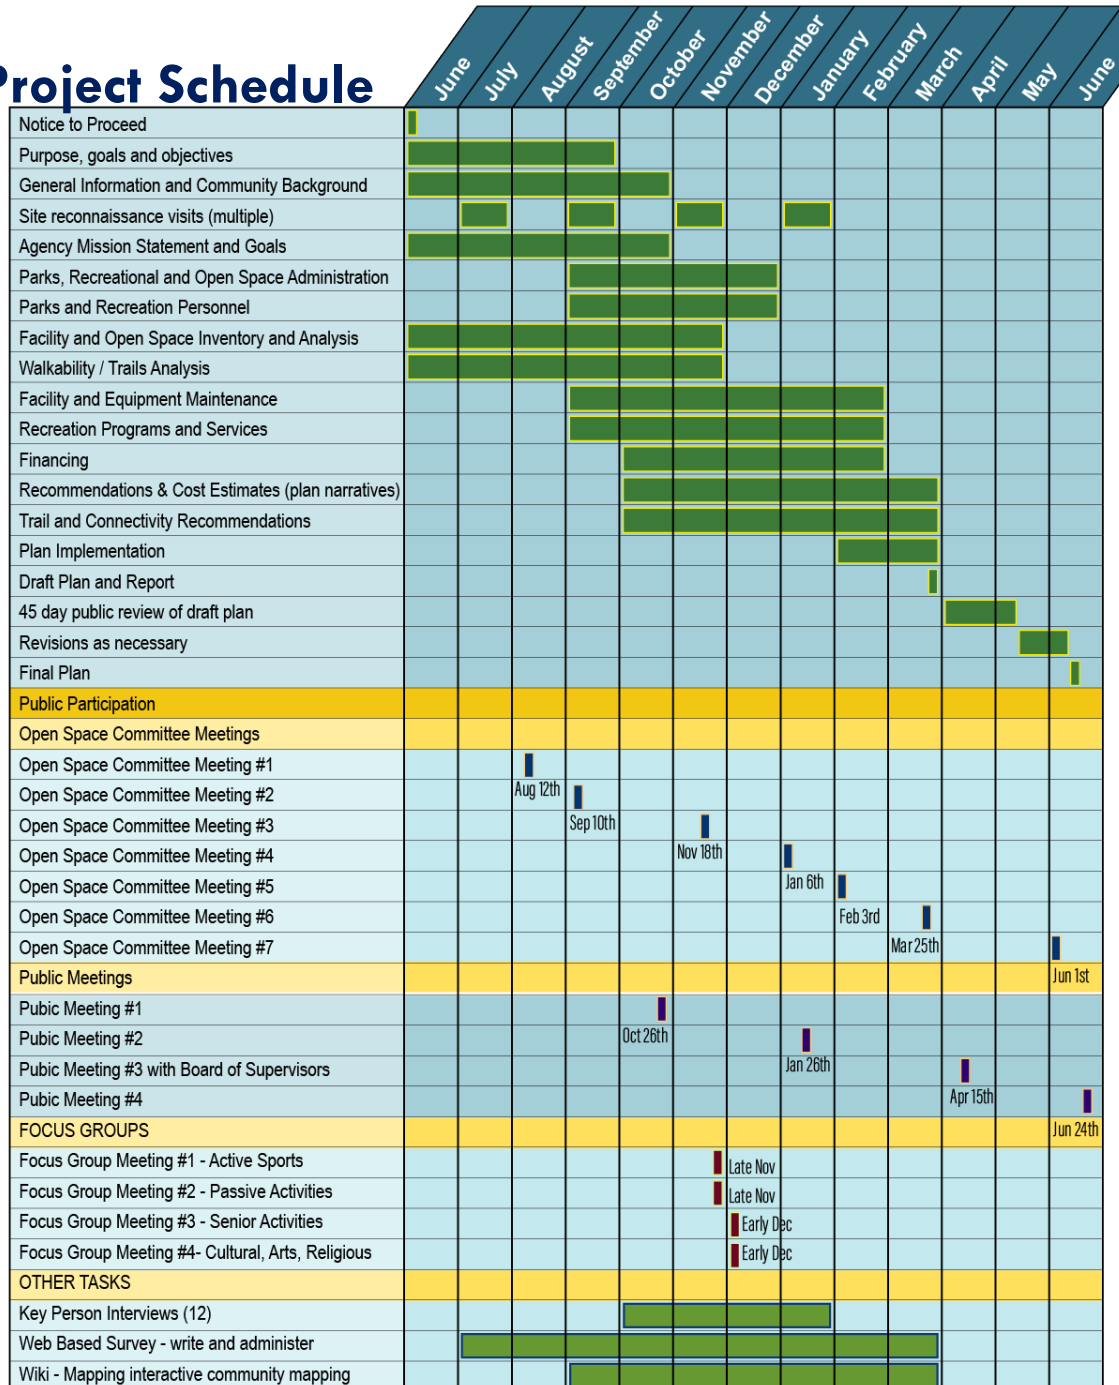 Project Schedule
June
July
August
September
October
November
December
January
February
March
April
May
June
Notice to Proceed
Purpose, goals and objectives
General Information and Community Background
Site reconnaissance visits (multiple)
Agency Mission Statement and Goals
Parks, Recreational and Open Space Administration
Parks and Recreation Personnel
Facility and Open Space Inventory and Analysis
Walkability / Trails Analysis
Facility and Equipment Maintenance
Recreation Programs and Services
Financing
Recommendations & Cost Estimates (plan narratives)
Trail and Connectivity Recommendations
Plan Implementation
Draft Plan and Report
45 day public review of draft plan
Revisions as necessary
Final Plan
Public Participation
Open Space Committee Meetings
Open Space Committee Meeting #1
Aug 12th
Open Space Committee Meeting #2
Sep 10th
Open Space Committee Meeting #3
Nov 18th
Open Space Committee Meeting #4
Jan 6th
Open Space Committee Meeting #5
Feb 3rd
Open Space Committee Meeting #6
Mar 25th
Open Space Committee Meeting #7
Public Meetings
Jun 1st
Pubic Meeting #1
Oct 26th
Pubic Meeting #2
Jan 26th
Pubic Meeting #3 with Board of Supervisors
Apr 15th
Pubic Meeting #4
FOCUS GROUPS
Jun 24th
Focus Group Meeting #1 - Active Sports
Late Nov
Focus Group Meeting #2 - Passive Activities
Late Nov
Focus Group Meeting #3 - Senior Activities
Early Dec
Focus Group Meeting #4- Cultural, Arts, Religious
Early Dec
OTHER TASKS
Key Person Interviews (12)
Web Based Survey - write and administer
Wiki - Mapping interactive community mapping